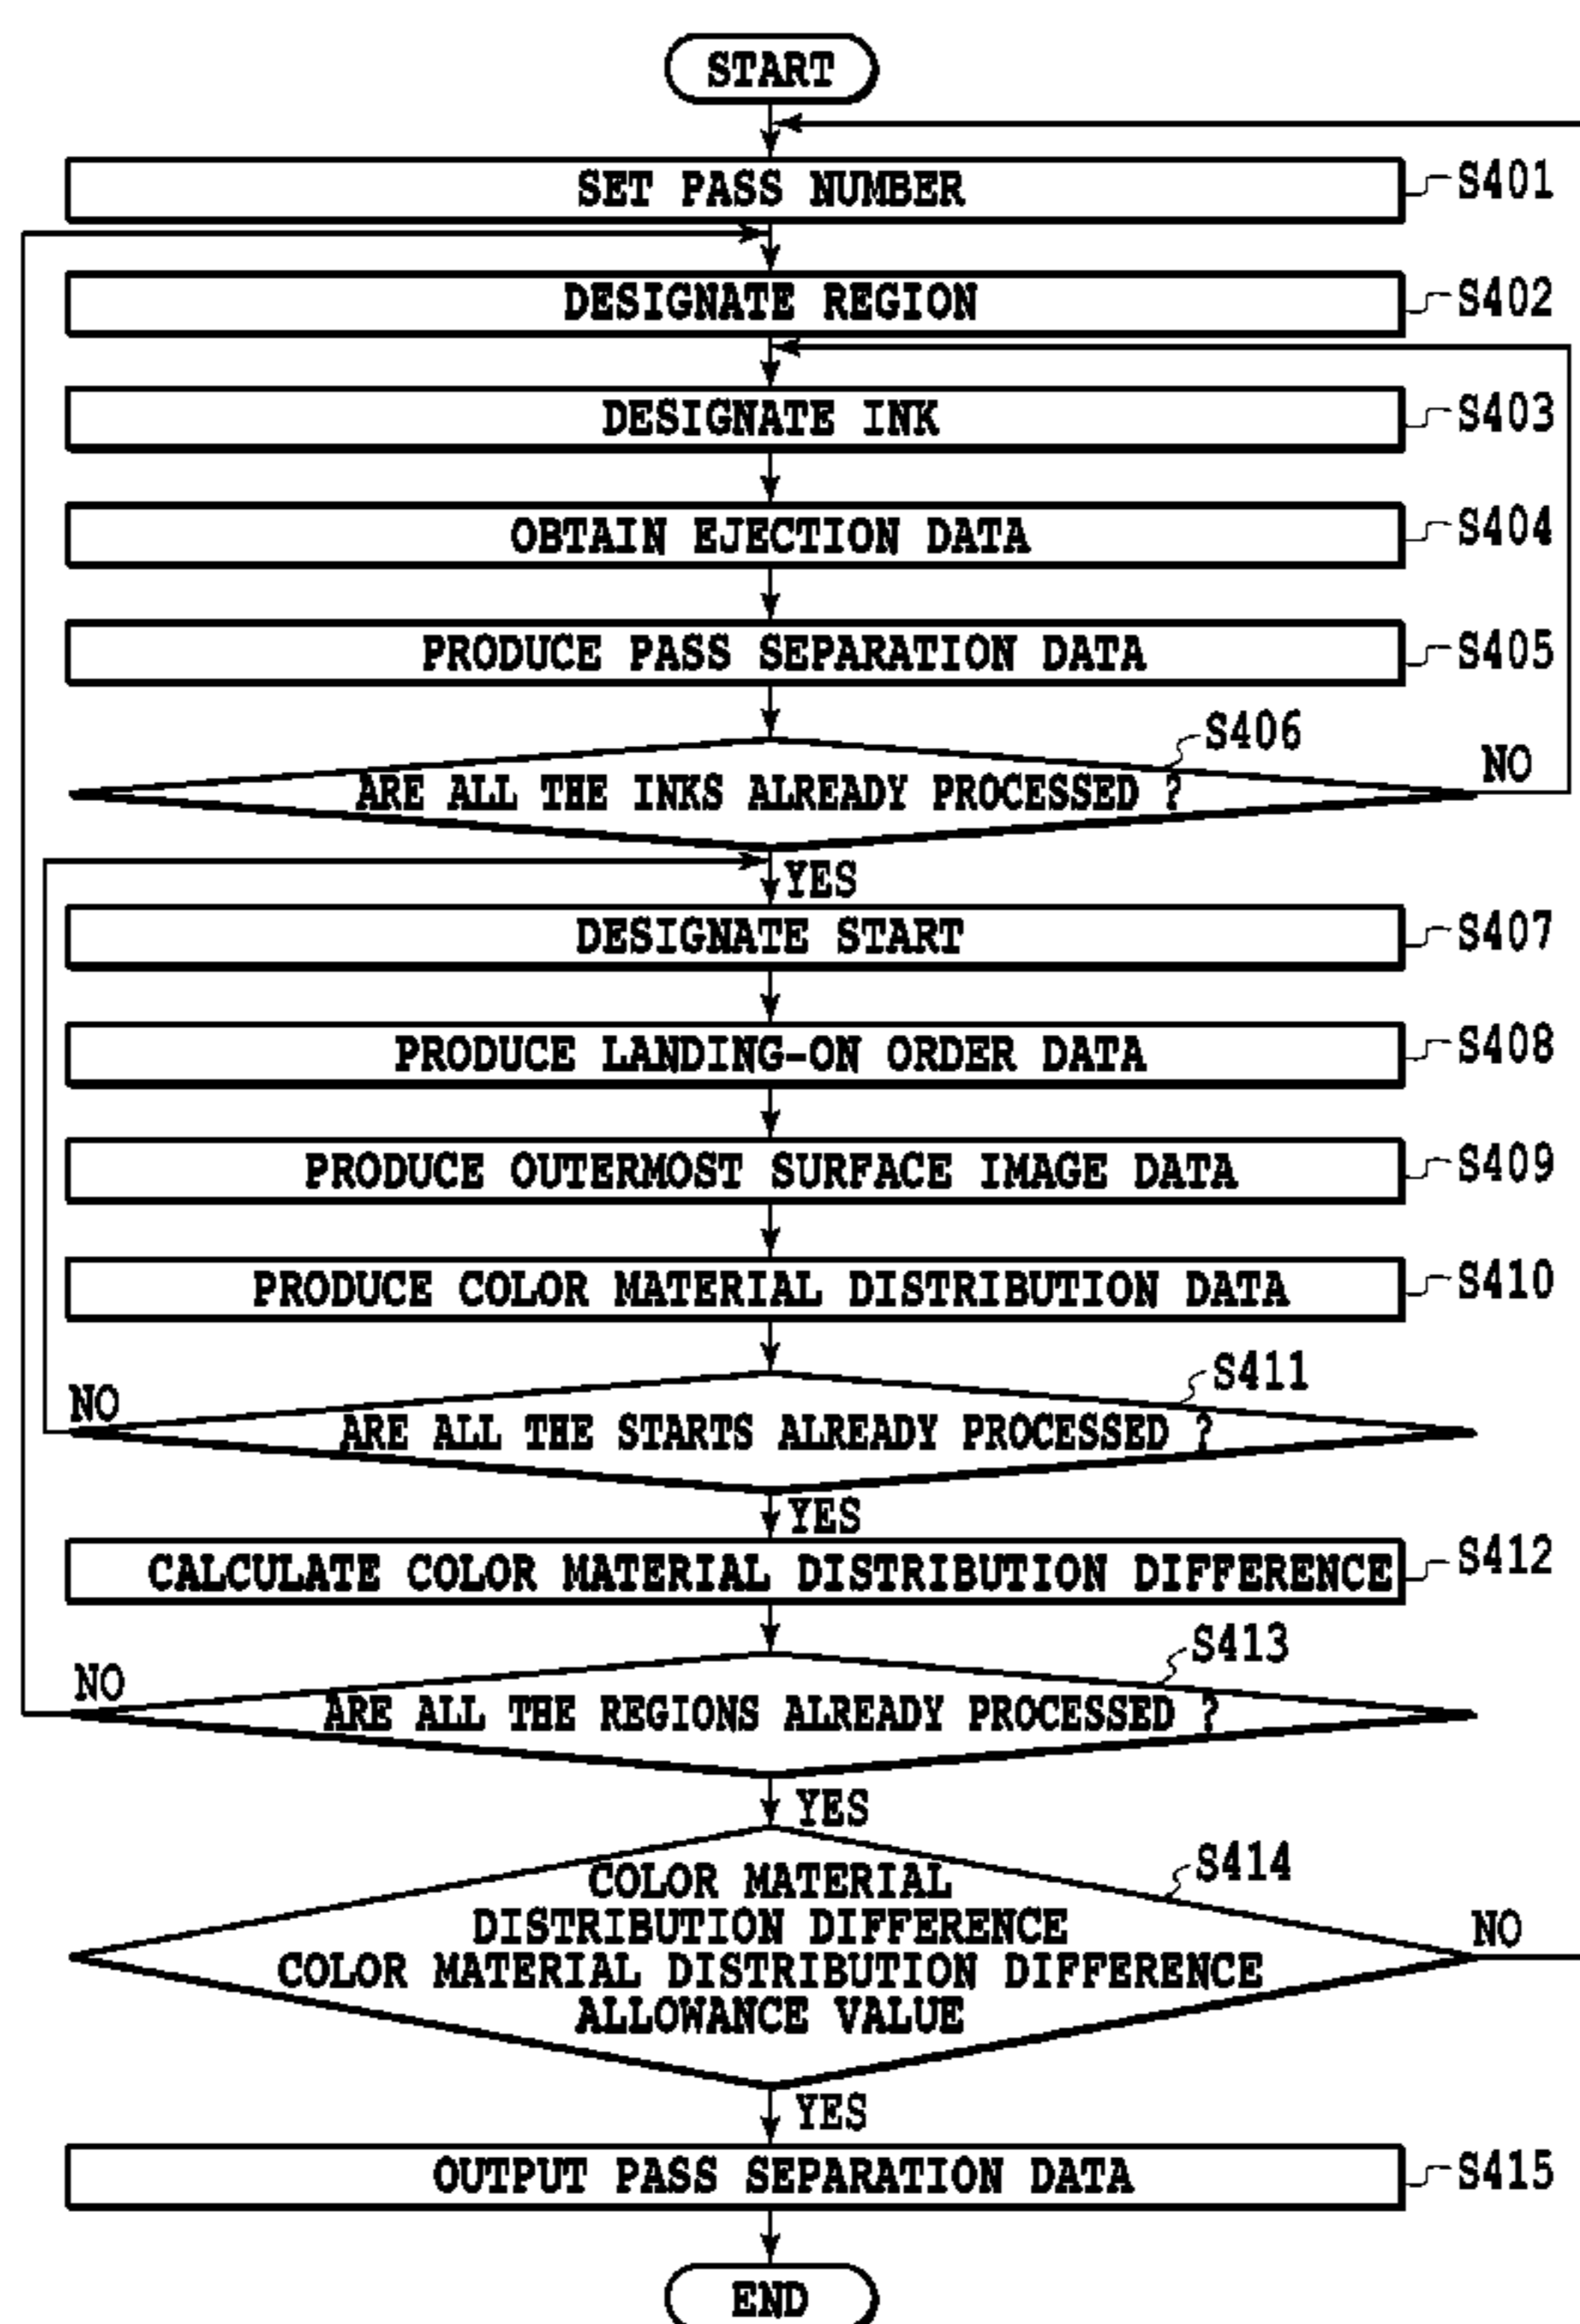 START
SET PASS NUMBER S401
DESIGNATE REGION S402
DESIGNATE INK S403
OBTAIN EJECTION DATA S404
PRODUCE PASS SEPARATION DATA S405
S406
ARE ALL THE INKS ALREADY PROCESSED ? NO
YES
DESIGNATE START S407
PRODUCE LANDING-ON ORDER DATA S408
PRODUCE OUTERMOST SURFACE IMAGE DATA S409
PRODUCE COLOR MATERIAL DISTRIBUTION DATA S410
S411
NO ARE ALL THE STARTS ALREADY PROCESSED ?
YES
CALCULATE COLOR MATERIAL DISTRIBUTION DIFFERENCE S412
S413
NO ARE ALL THE REGIONS ALREADY PROCESSED ?
YES
S414
COLOR MATERIAL
DISTRIBUTION DIFFERENCE NO
COLOR MATERIAL DISTRIBUTION DIFFERENCE
ALLOWANCE VALUE
YES
OUTPUT PASS SEPARATION DATA S415
END